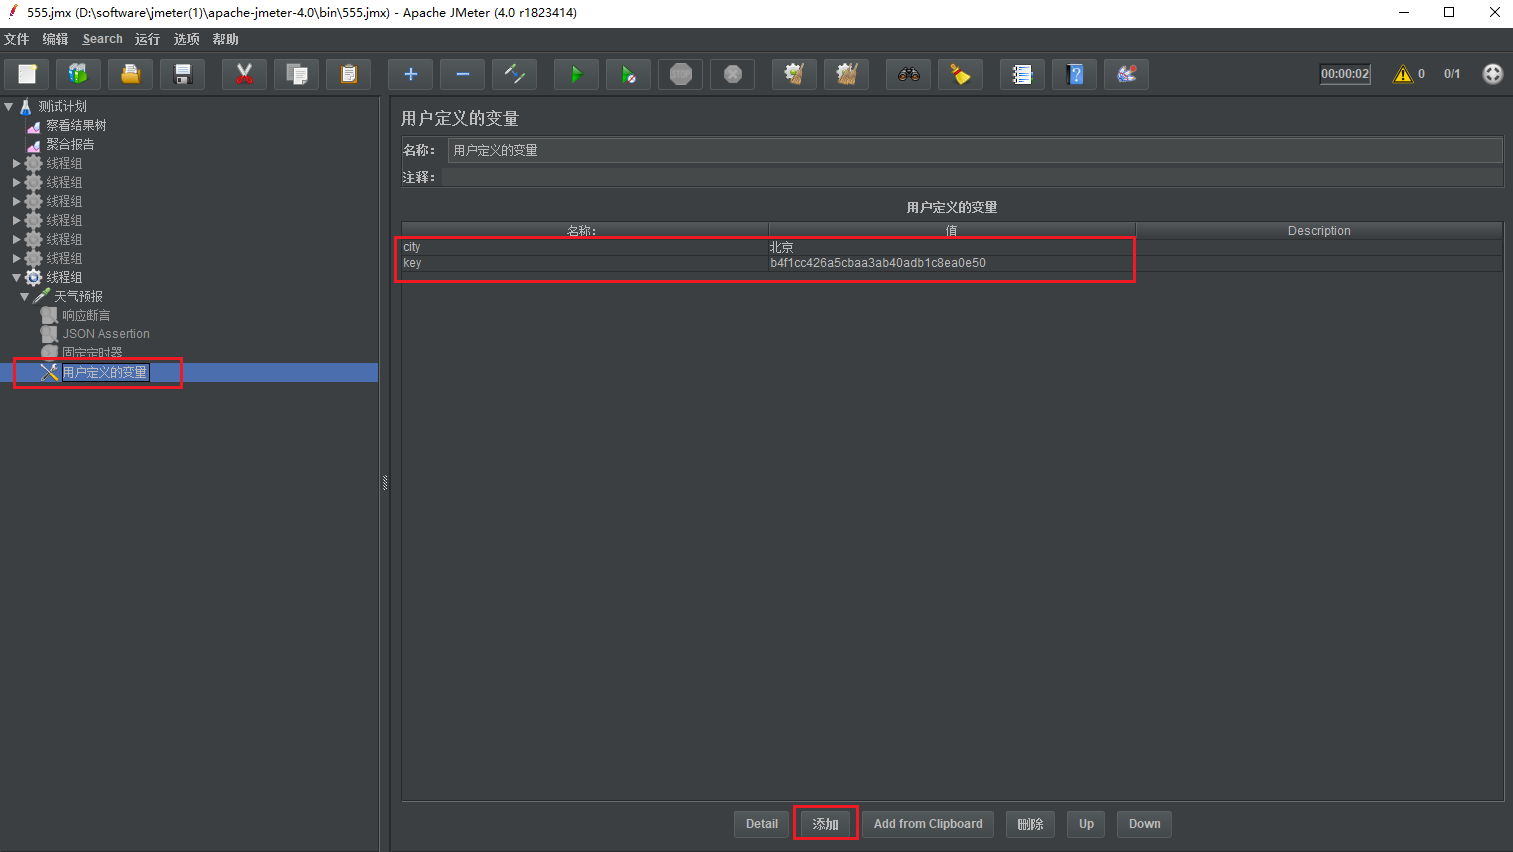 555.jmx (D:\software\jmeter(1)\apache-jmeter-4.0\bin\555.jmx) - Apache JMeter (4.0 r1823414)
文件 编辑 Search 运行 选项 帮助
STOP 00:00:02 0 0/1
测试计划
察看结果树
聚合报告
线程组
线程组
线程组
线程组
线程组
线程组
线程组
天气预报
响应断言
JSON Assertion
固定定时器
用户定义的变量
用户定义的变量
名称： 用户定义的变量
注释：
用户定义的变量
名称： 值 Description
city 北京
key b4f1cc426a5cbaa3ab40adb1c8ea0e50
Detail 添加 Add from Clipboard 删除 Up Down